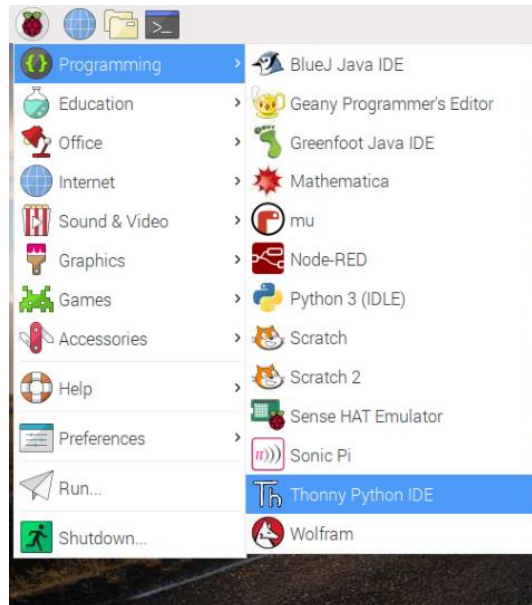 Programming
Education
Office
Internet
Sound & Video
Graphics
Games
Accessories
Help
Preferences
Run...
Shutdown...
BlueJ Java IDE
Geany Programmer's Editor
Greenfoot Java IDE
Mathematica
mu
Node-RED
Python 3 (IDLE)
Scratch
Scratch 2
Sense HAT Emulator
Sonic Pi
Thonny Python IDE
Wolfram